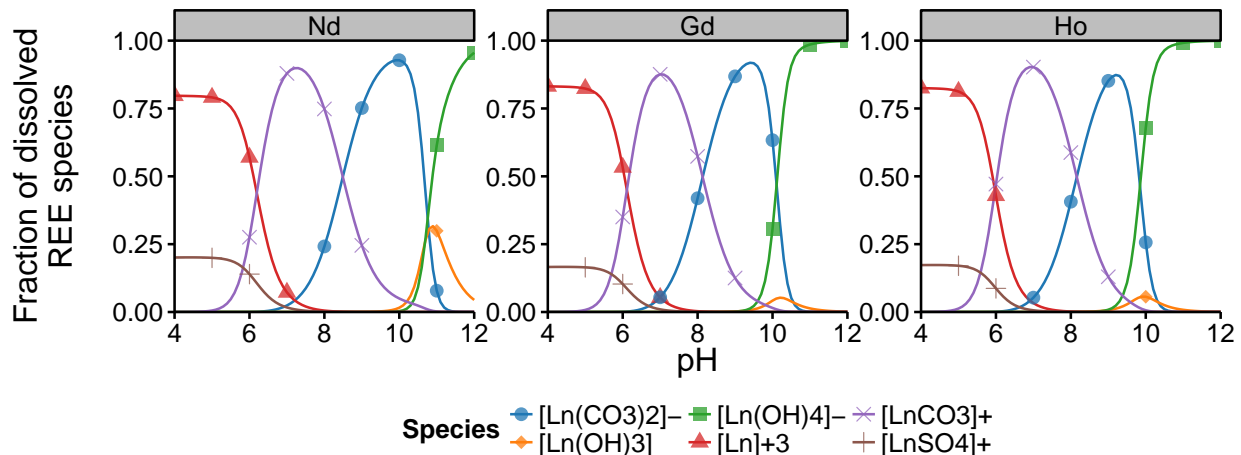 Nd
Gd
Ho
Fraction of dissolved
REE species
1.00 1.00 1.00
0.75 0.75 0.75
0.50 0.50 0.50
0.25 0.25 0.25
0.00 0.00 0.00
4 6 8 10 12 4 6 8 10 12 4 6 8 10 12
pH
Species [Ln(CO3)2]− [Ln(OH)4]− [LnCO3]+
[Ln(OH)3] [Ln]+3 [LnSO4]+